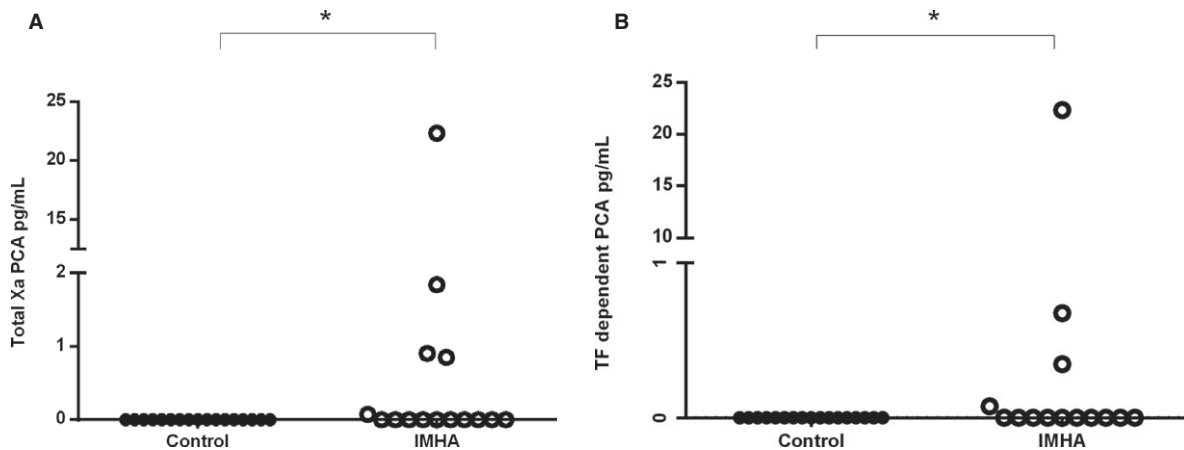 A
*
Total Xa PCA pg/mL
25
20
15
2
1
0
Control
IMHA
B
*
TF dependent PCA pg/mL
25
20
15
10
1
0
Control
IMHA